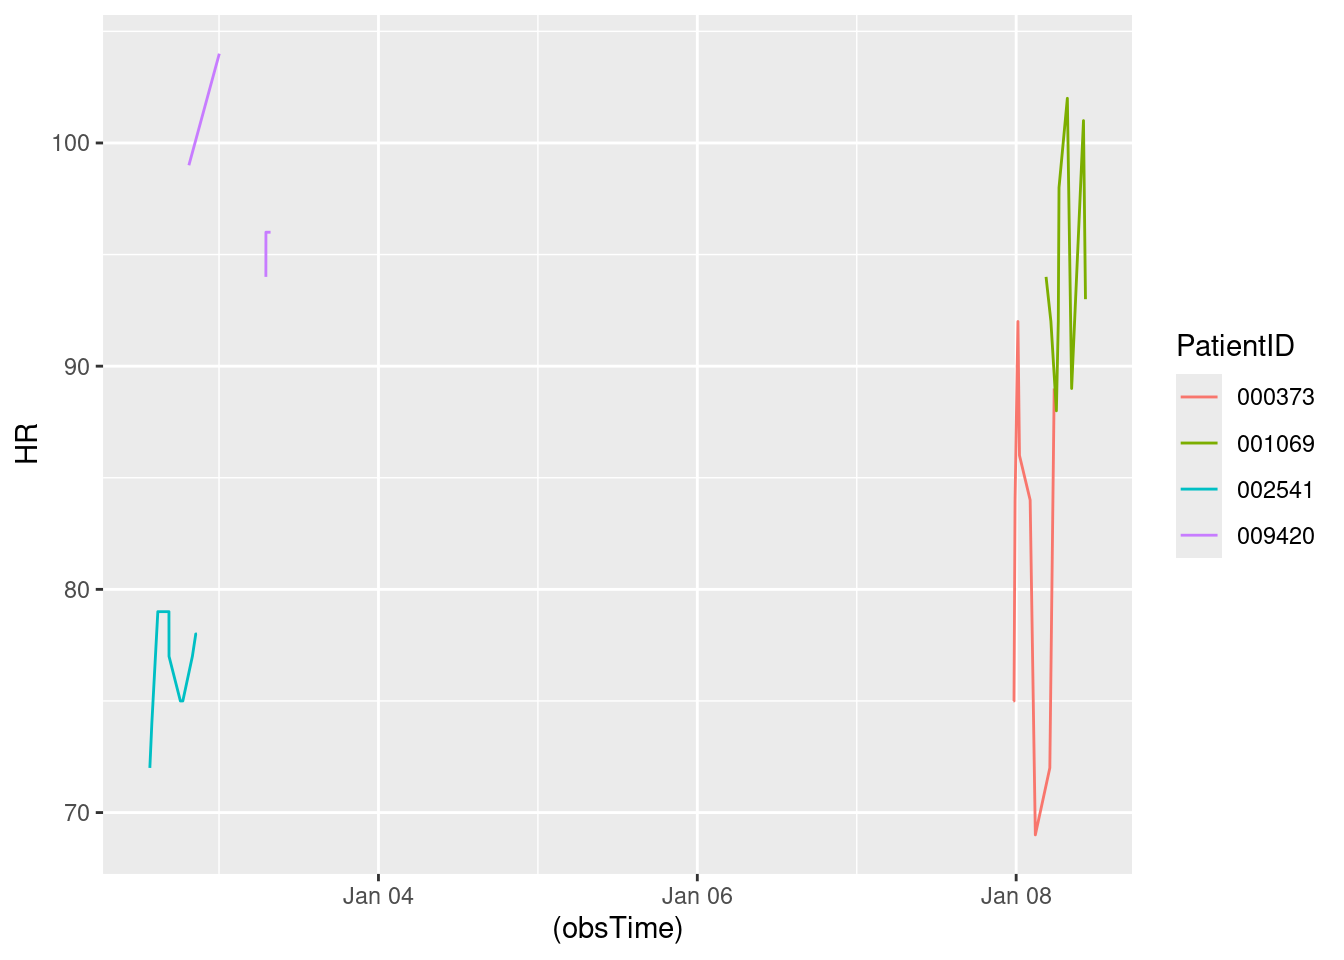 100
90
80
70
HR
Jan 04
Jan 06
Jan 08
(obsTime)
PatientID
000373
001069
002541
009420